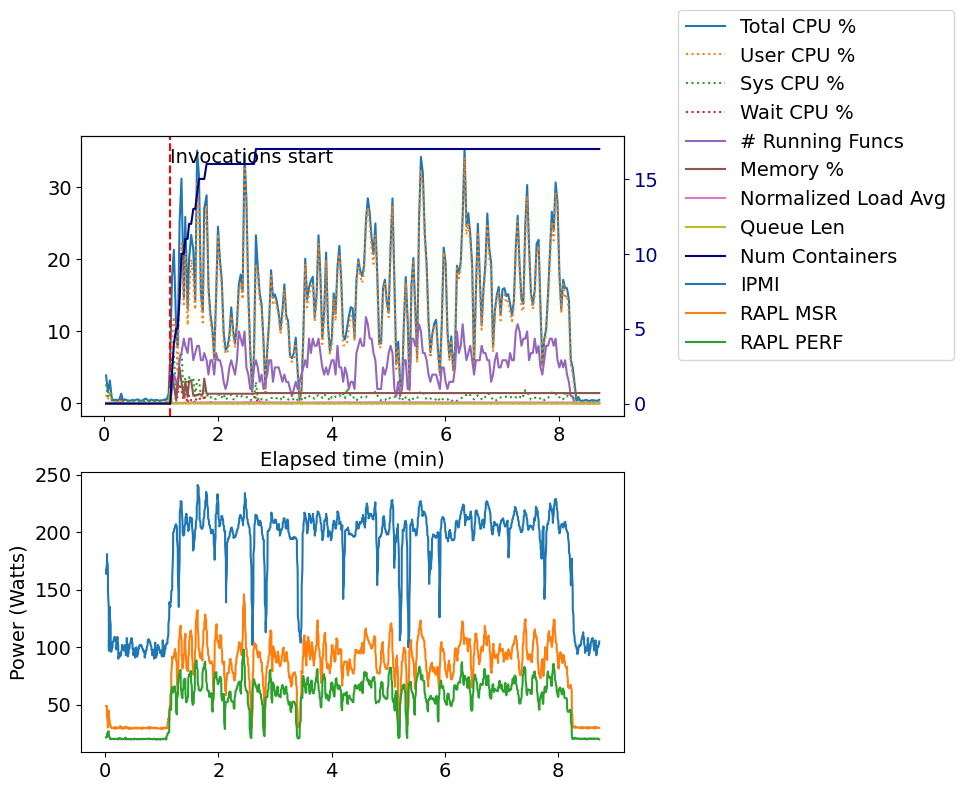 Total CPU %
User CPU %
Sys CPU %
Wait CPU %
# Running Funcs
Memory %
Normalized Load Avg
Queue Len
Num Containers
IPMI
RAPL MSR
RAPL PERF
Invocations start
30
20
10
0
15
10
5
0
0 2 4 6 8
Elapsed time (min)
250
200
150
100
50
Power (Watts)
0 2 4 6 8